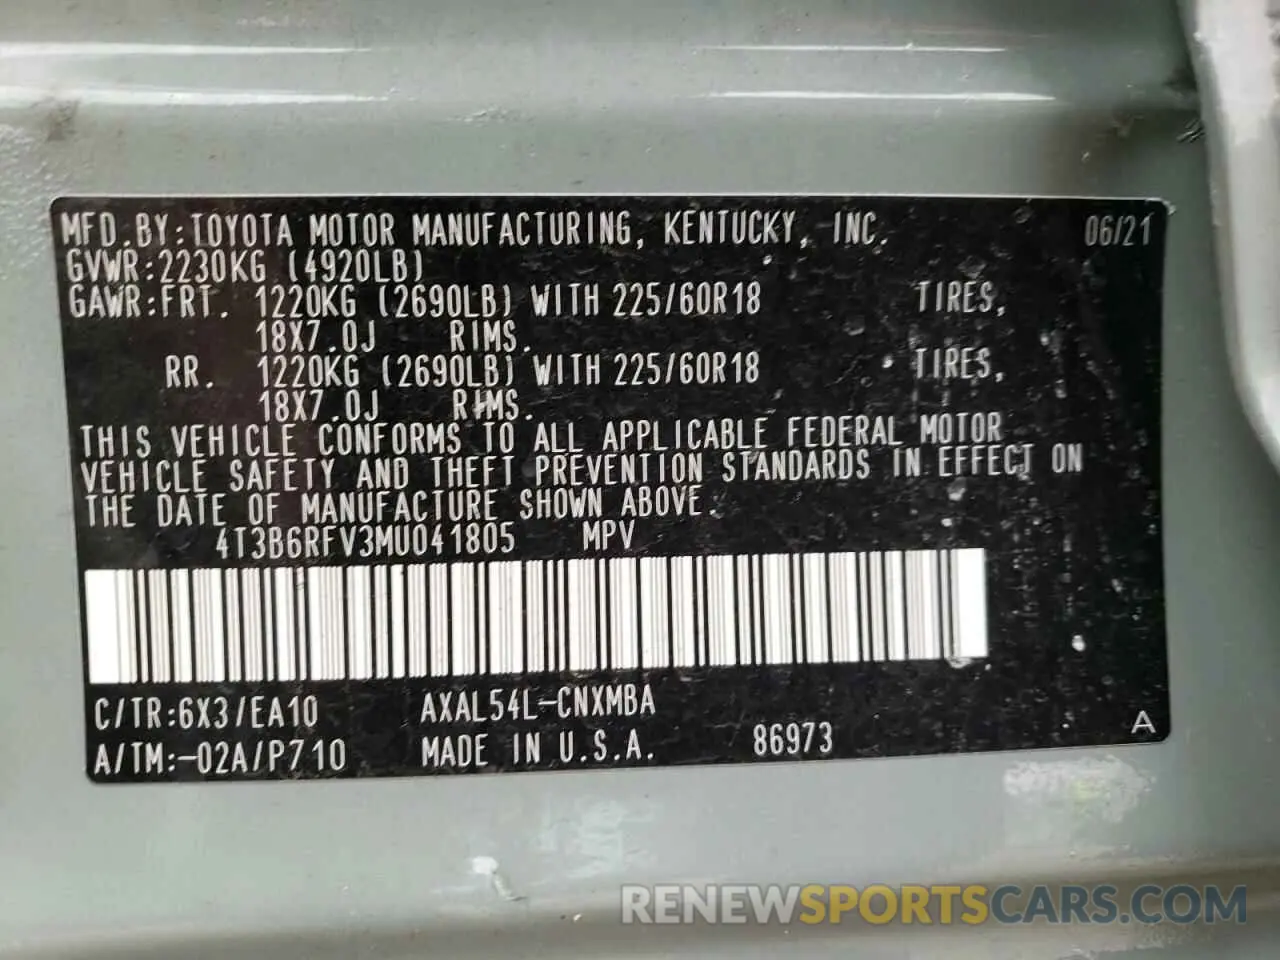 MFD.BY:TOYOTA MOTOR MANUFACTURING, KENTUCKY, INC. 06/21
GVWR:2230KG (4920LB)
GAWR:FRT. 1220KG (2690LB) WITH 225/60R18 TIRES,
18X7.0J RIMS.
RR. 1220KG (2690LB) WITH 225/60R18 TIRES,
18X7.0J RIMS.
THIS VEHICLE CONFORMS TO ALL APPLICABLE FEDERAL MOTOR
VEHICLE SAFETY AND THEFT PREVENTION STANDARDS IN EFFECT ON
THE DATE OF MANUFACTURE SHOWN ABOVE.
4T3B6RFV3MU041805 MPV
C/TR:6X3/EA10 AXAL54L-CNXMBA
A/TM:-02A/P710 MADE IN U.S.A. 86973 A
RENEWSPORTSCARS.COM